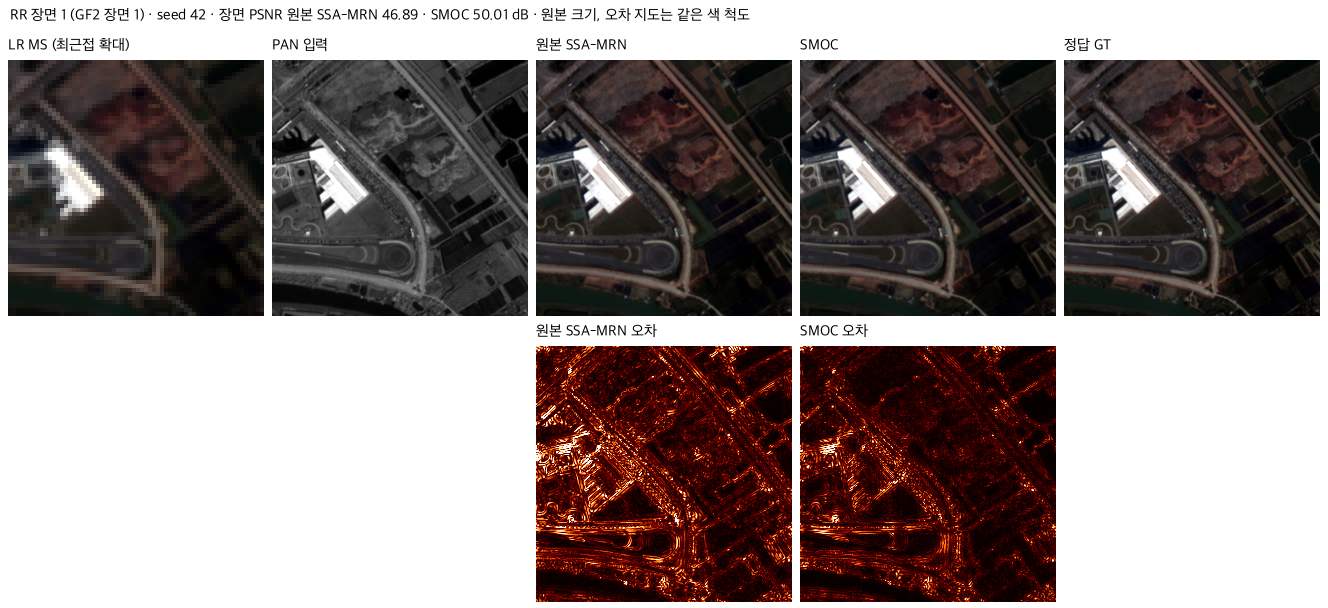 RR 장면 1 (GF2 장면 1) · seed 42 · 장면 PSNR 원본 SSA-MRN 46.89 · SMOC 50.01 dB · 원본 크기, 오차 지도는 같은 색 척도
LR MS (최근접 확대)
PAN 입력
원본 SSA-MRN
SMOC
정답 GT
원본 SSA-MRN 오차
SMOC 오차